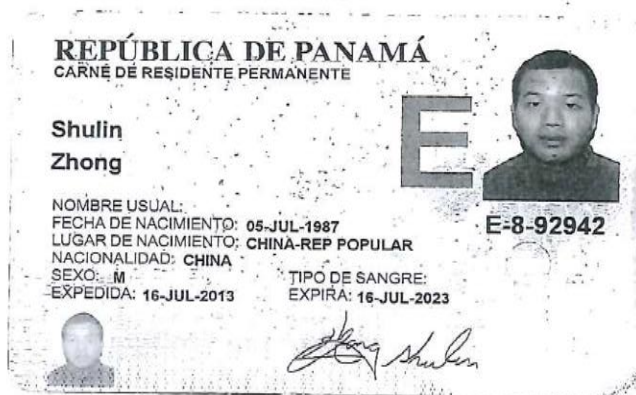 REPÚBLICA DE PANAMÁ
CARNÉ DE RESIDENTE PERMANENTE
E
Shulin
Zhong
NOMBRE USUAL:
FECHA DE NACIMIENTO: 05-JUL-1987
LUGAR DE NACIMIENTO: CHINA-REP POPULAR
NACIONALIDAD: CHINA
SEXO: M TIPO DE SANGRE:
EXPEDIDA: 16-JUL-2013 EXPIRA: 16-JUL-2023
E-8-92942
Zhong Shulin